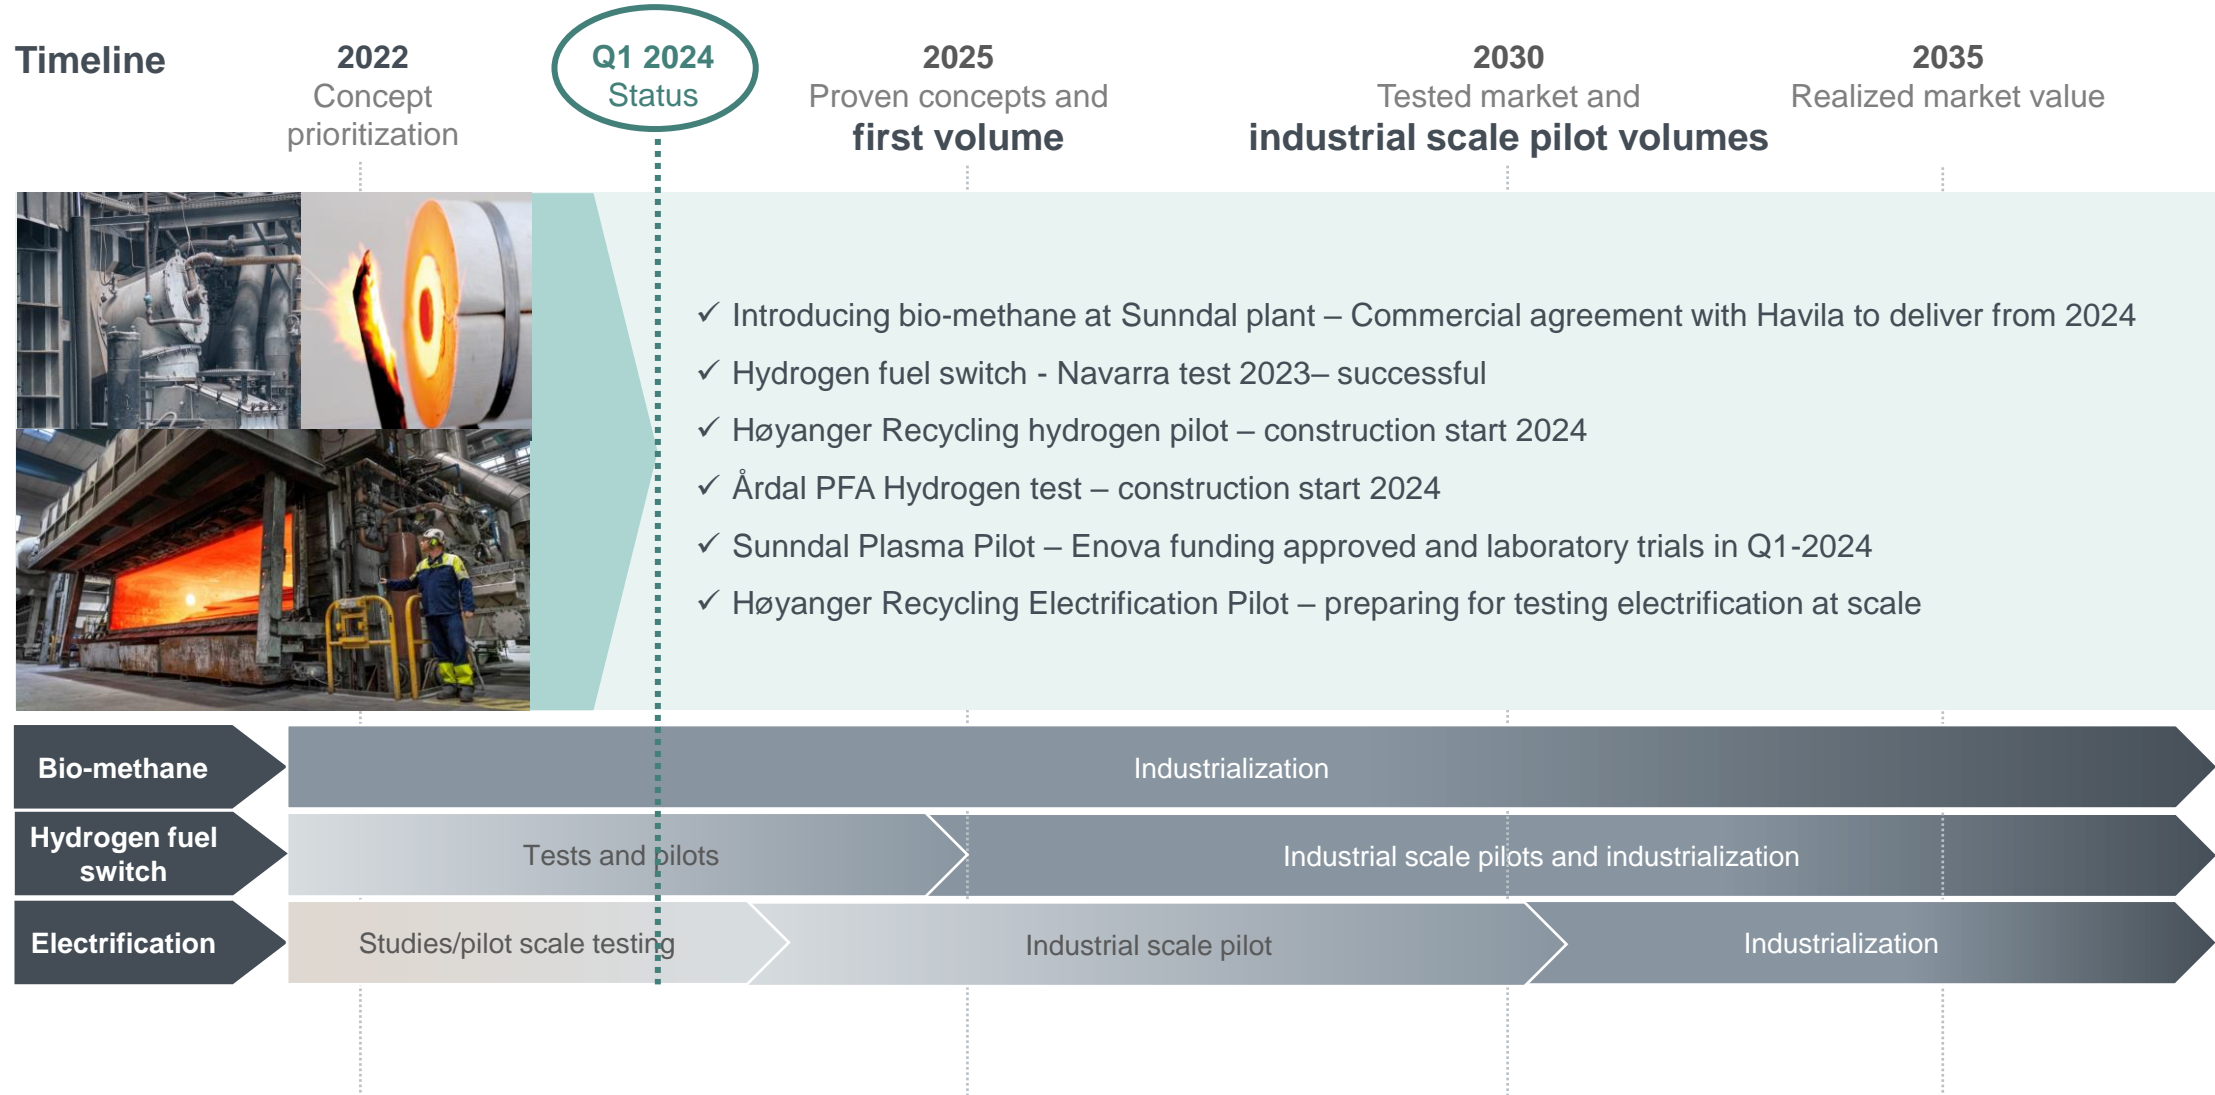 Timeline
2022
Concept
prioritization
Q1 2024
Status
2025
Proven concepts and
first volume
2030
Tested market and
industrial scale pilot volumes
2035
Realized market value
✓ Introducing bio-methane at Sunndal plant – Commercial agreement with Havila to deliver from 2024
✓ Hydrogen fuel switch - Navarra test 2023– successful
✓ Høyanger Recycling hydrogen pilot – construction start 2024
✓ Årdal PFA Hydrogen test – construction start 2024
✓ Sunndal Plasma Pilot – Enova funding approved and laboratory trials in Q1-2024
✓ Høyanger Recycling Electrification Pilot – preparing for testing electrification at scale
Bio-methane
Industrialization
Hydrogen fuel
switch
Tests and pilots
Industrial scale pilots and industrialization
Electrification
Studies/pilot scale testing
Industrial scale pilot
Industrialization